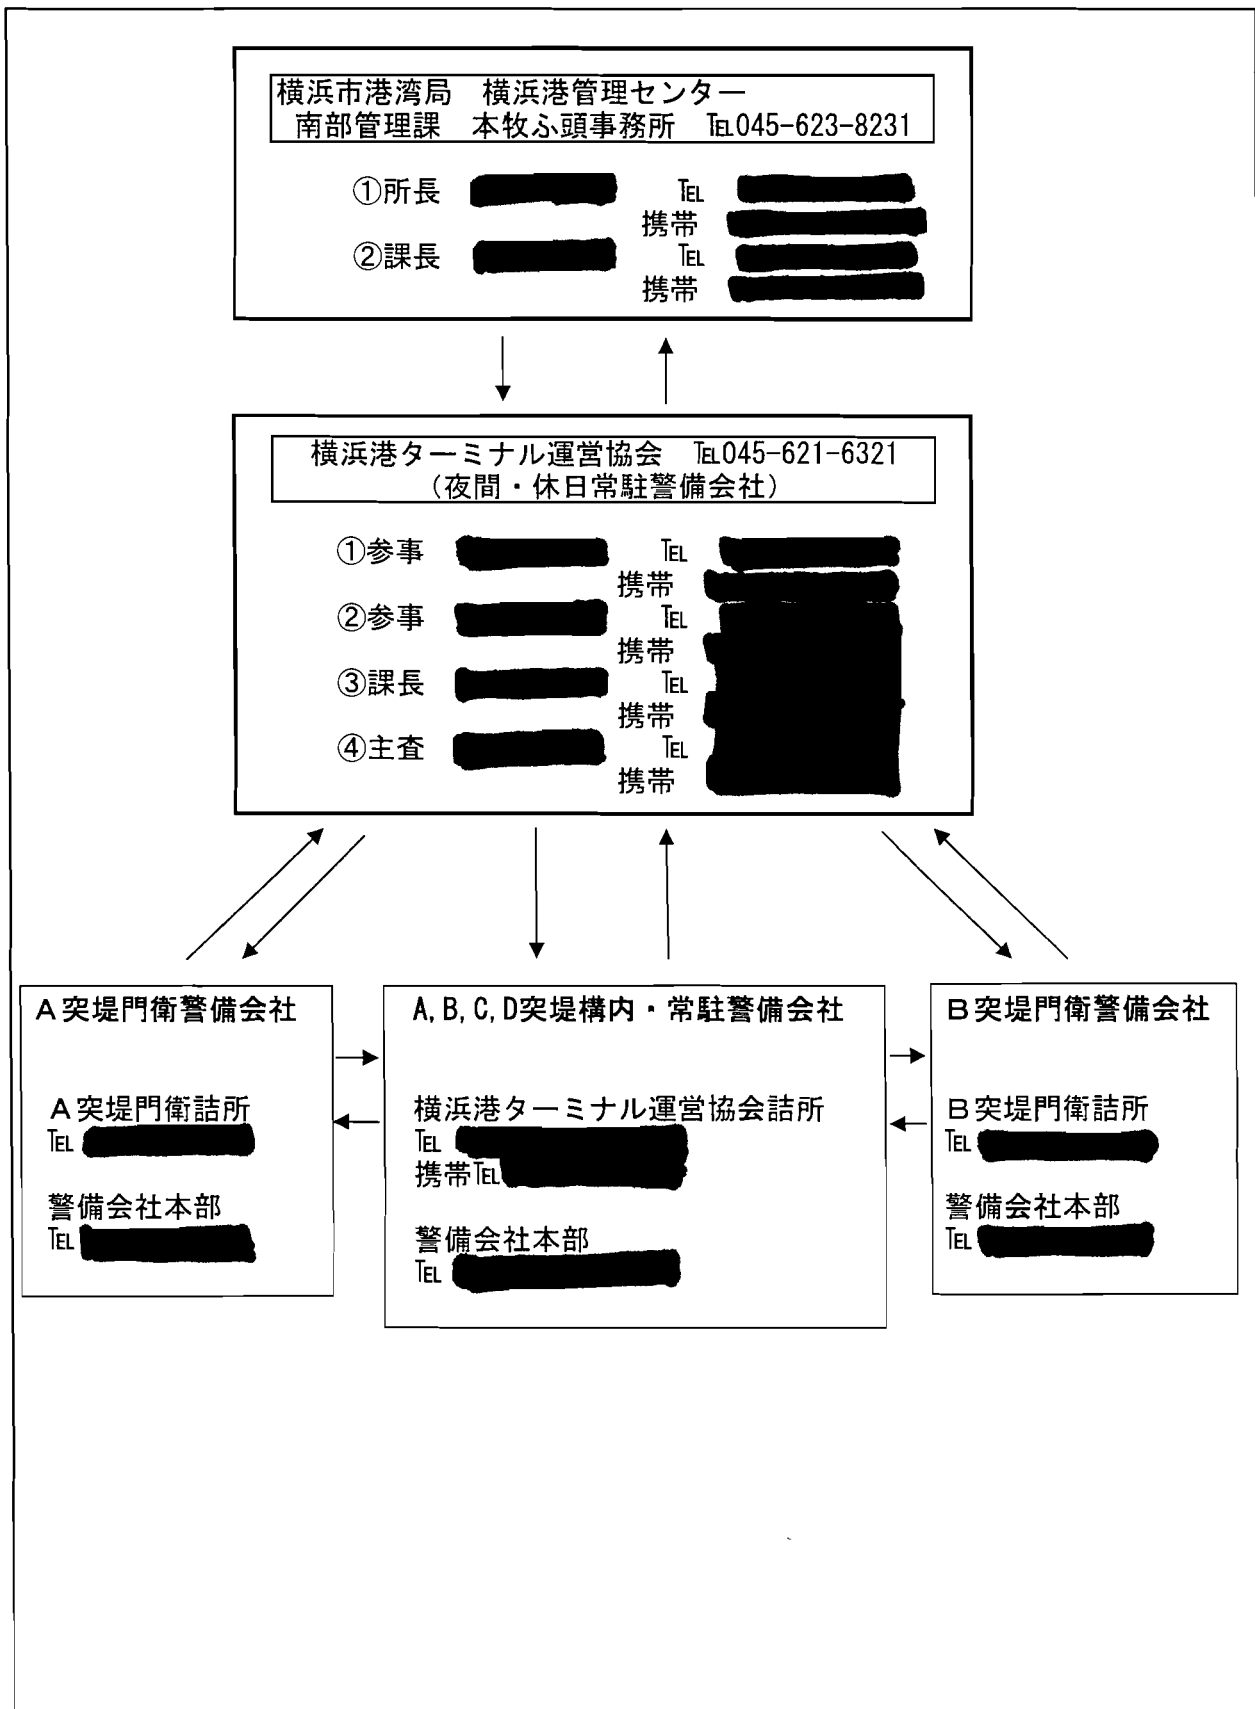 横浜市港湾局　横浜港管理センター
南部管理課　本牧ふ頭事務所　℡045-623-8231
①所長　℡
携帯
②課長　℡
携帯
横浜港ターミナル運営協会　℡045-621-6321
（夜間・休日常駐警備会社）
①参事　℡
携帯
②参事　℡
携帯
③課長　℡
携帯
④主査　℡
携帯
A突堤門衛警備会社
A突堤門衛詰所
℡
警備会社本部
℡
A,B,C,D突堤構内・常駐警備会社
横浜港ターミナル運営協会詰所
℡
携帯℡
警備会社本部
℡
B突堤門衛警備会社
B突堤門衛詰所
℡
警備会社本部
℡